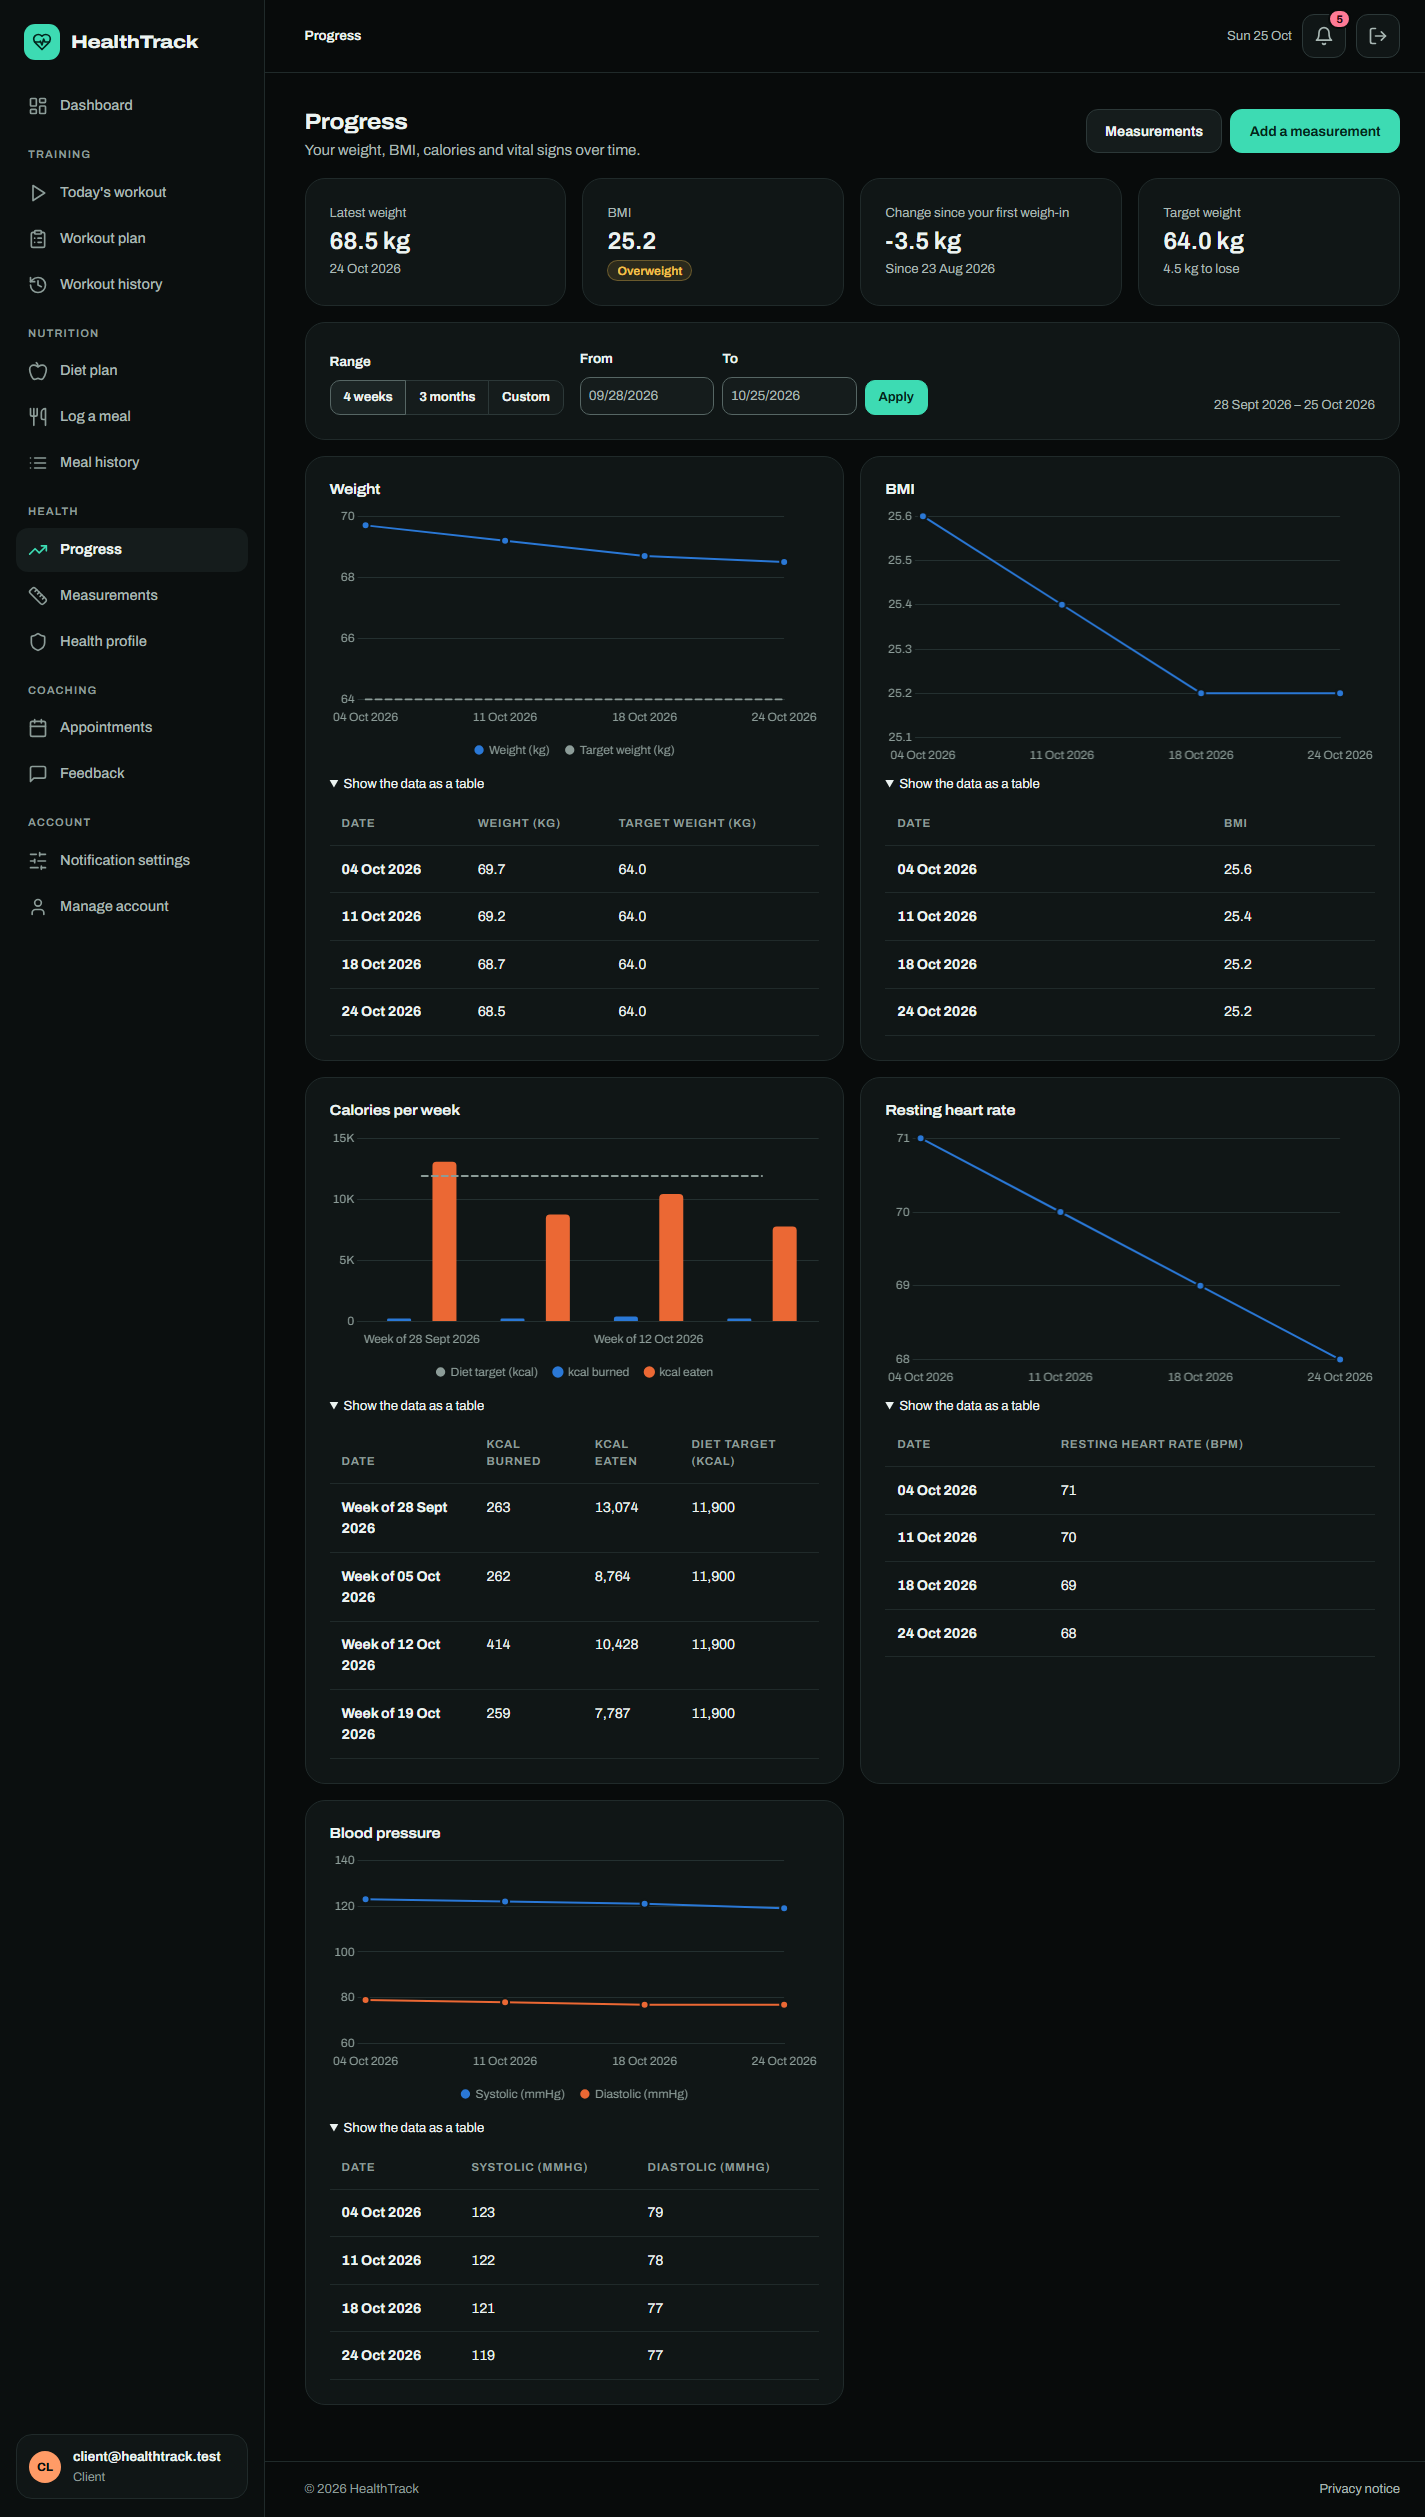 HealthTrack
Dashboard
TRAINING
Today's workout
Workout plan
Workout history
NUTRITION
Diet plan
Log a meal
Meal history
HEALTH
Progress
Measurements
Health profile
COACHING
Appointments
Feedback
ACCOUNT
Notification settings
Manage account
CL
client@healthtrack.test
Client
Progress
Sun 25 Oct
5
Progress
Your weight, BMI, calories and vital signs over time.
Measurements
Add a measurement
Latest weight
68.5 kg
24 Oct 2026
BMI
25.2
Overweight
Change since your first weigh-in
-3.5 kg
Since 23 Aug 2026
Target weight
64.0 kg
4.5 kg to lose
Range
4 weeks 3 months Custom
From
09/28/2026
To
10/25/2026
Apply
28 Sept 2026 – 25 Oct 2026
Weight
70
68
66
64
04 Oct 2026 11 Oct 2026 18 Oct 2026 24 Oct 2026
Weight (kg) Target weight (kg)
▼ Show the data as a table
DATE WEIGHT (KG) TARGET WEIGHT (KG)
04 Oct 2026 69.7 64.0
11 Oct 2026 69.2 64.0
18 Oct 2026 68.7 64.0
24 Oct 2026 68.5 64.0
BMI
25.6
25.5
25.4
25.3
25.2
25.1
04 Oct 2026 11 Oct 2026 18 Oct 2026 24 Oct 2026
▼ Show the data as a table
DATE BMI
04 Oct 2026 25.6
11 Oct 2026 25.4
18 Oct 2026 25.2
24 Oct 2026 25.2
Calories per week
15K
10K
5K
0
Week of 28 Sept 2026 Week of 12 Oct 2026
Diet target (kcal) kcal burned kcal eaten
▼ Show the data as a table
DATE KCAL BURNED KCAL EATEN DIET TARGET (KCAL)
Week of 28 Sept 2026 263 13,074 11,900
Week of 05 Oct 2026 262 8,764 11,900
Week of 12 Oct 2026 414 10,428 11,900
Week of 19 Oct 2026 259 7,787 11,900
Resting heart rate
71
70
69
68
04 Oct 2026 11 Oct 2026 18 Oct 2026 24 Oct 2026
▼ Show the data as a table
DATE RESTING HEART RATE (BPM)
04 Oct 2026 71
11 Oct 2026 70
18 Oct 2026 69
24 Oct 2026 68
Blood pressure
140
120
100
80
60
04 Oct 2026 11 Oct 2026 18 Oct 2026 24 Oct 2026
Systolic (mmHg) Diastolic (mmHg)
▼ Show the data as a table
DATE SYSTOLIC (MMHG) DIASTOLIC (MMHG)
04 Oct 2026 123 79
11 Oct 2026 122 78
18 Oct 2026 121 77
24 Oct 2026 119 77
© 2026 HealthTrack
Privacy notice